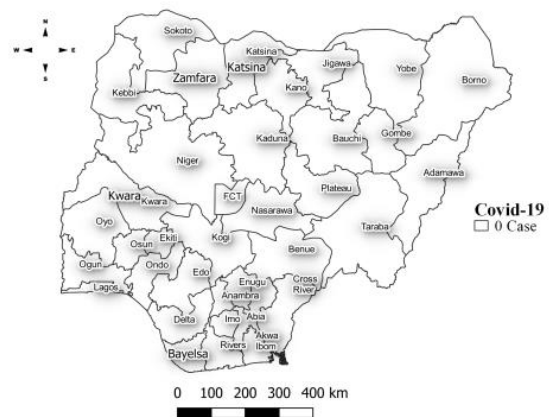 N
W E
S
Sokoto
Katsina
Katsina
Jigawa
Yobe
Borno
Zamfara
Kebbi
Kano
Kaduna
Bauchi
Gombe
Niger
Adamawa
Plateau
FCT
Kwara
Kwara
Nasarawa
Covid-19
0 Case
Oyo
Taraba
Ekiti
Kogi
Osun
Benue
Ogun
Ondo
Edo
Cross
River
Enugu
Lagos
Anambra
Delta
Imo
Abia
Akwa
Ibom
Rivers
Bayelsa
0 100 200 300 400 km